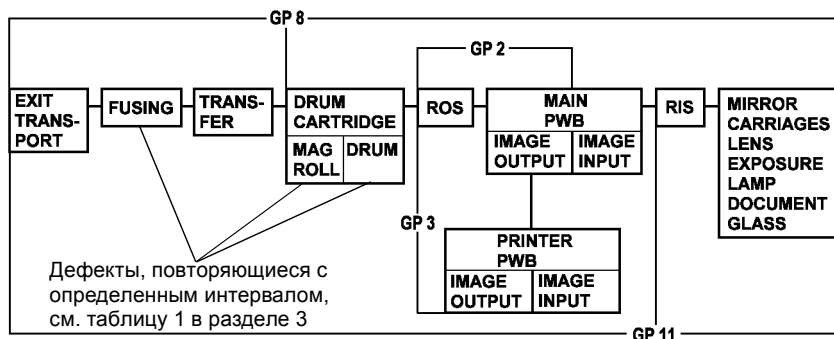 GP 8
GP 2
EXIT
TRANS-
PORT
FUSING
TRANS-
FER
DRUM
CARTRIDGE
MAG
ROLL
DRUM
ROS
MAIN
PWB
IMAGE
OUTPUT
IMAGE
INPUT
RIS
MIRROR
CARRIAGES
LENS
EXPOSURE
LAMP
DOCUMENT
GLASS
GP 3
PRINTER
PWB
IMAGE
OUTPUT
IMAGE
INPUT
Дефекты, повторяющиеся с
определенным интервалом,
см. таблицу 1 в разделе 3
GP 11